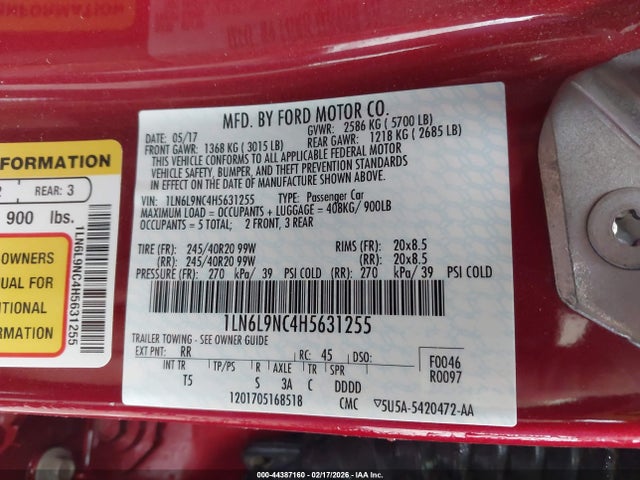 MFD. BY FORD MOTOR CO.
DATE: 05/17 GVWR: 2586 KG ( 5700 LB)
FRONT GAWR: 1368 KG ( 3015 LB) REAR GAWR: 1218 KG ( 2685 LB)
THIS VEHICLE CONFORMS TO ALL APPLICABLE FEDERAL MOTOR
VEHICLE SAFETY, BUMPER, AND THEFT PREVENTION STANDARDS
IN EFFECT ON THE DATE OF MANUFACTURE SHOWN ABOVE.
VIN: 1LN6L9NC4H5631255 TYPE: Passenger Car
MAXIMUM LOAD = OCCUPANTS + LUGGAGE = 408KG / 900LB
OCCUPANTS = 5 TOTAL: 2 FRONT, 3 REAR
TIRE (FR): 245/40R20 99W RIMS (FR): 20x8.5
(RR): 245/40R20 99W (RR): 20x8.5
PRESSURE (FR): 270 kPa/ 39 PSI COLD (RR): 270 kPa/ 39 PSI COLD
1LN6L9NC4H5631255
TRAILER TOWING - SEE OWNER GUIDE
EXT PNT: RR RC: 45 DSO:
INT TR TP/PS R AXLE TR SPR
T5 S 3A C DDDD
F0046
R0097
1201705168518 CMC 5U5A-5420472-AA
FORMATION
REAR: 3
900 lbs.
OWNERS
UAL FOR
ITIONAL
RMATION
1LN6L9NC4H5631255
000-44387160 - 02/17/2026 - IAA Inc.